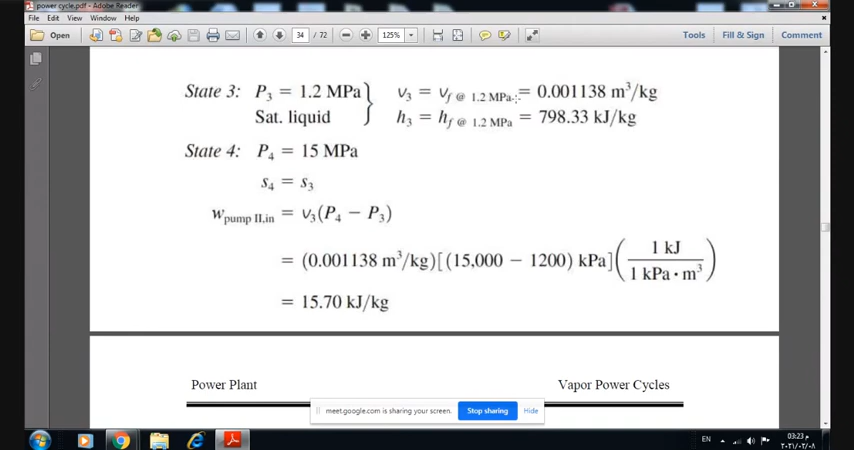 power cycle.pdf - Adobe Reader
File Edit View Window Help
Open 34 / 72 125% Tools Fill & Sign Comment
State 3: P₃ = 1.2 MPa } v₃ = v_f @ 1.2 MPa = 0.001138 m³/kg
Sat. liquid h₃ = h_f @ 1.2 MPa = 798.33 kJ/kg
State 4: P₄ = 15 MPa
s₄ = s₃
w_pump II,in = v₃(P₄ − P₃)
= (0.001138 m³/kg)[(15,000 − 1200) kPa](1 kJ / 1 kPa · m³)
= 15.70 kJ/kg
Power Plant Vapor Power Cycles
meet.google.com is sharing your screen. Stop sharing Hide
EN 03:23 م
٢٠٢١/٠٢/٠٨